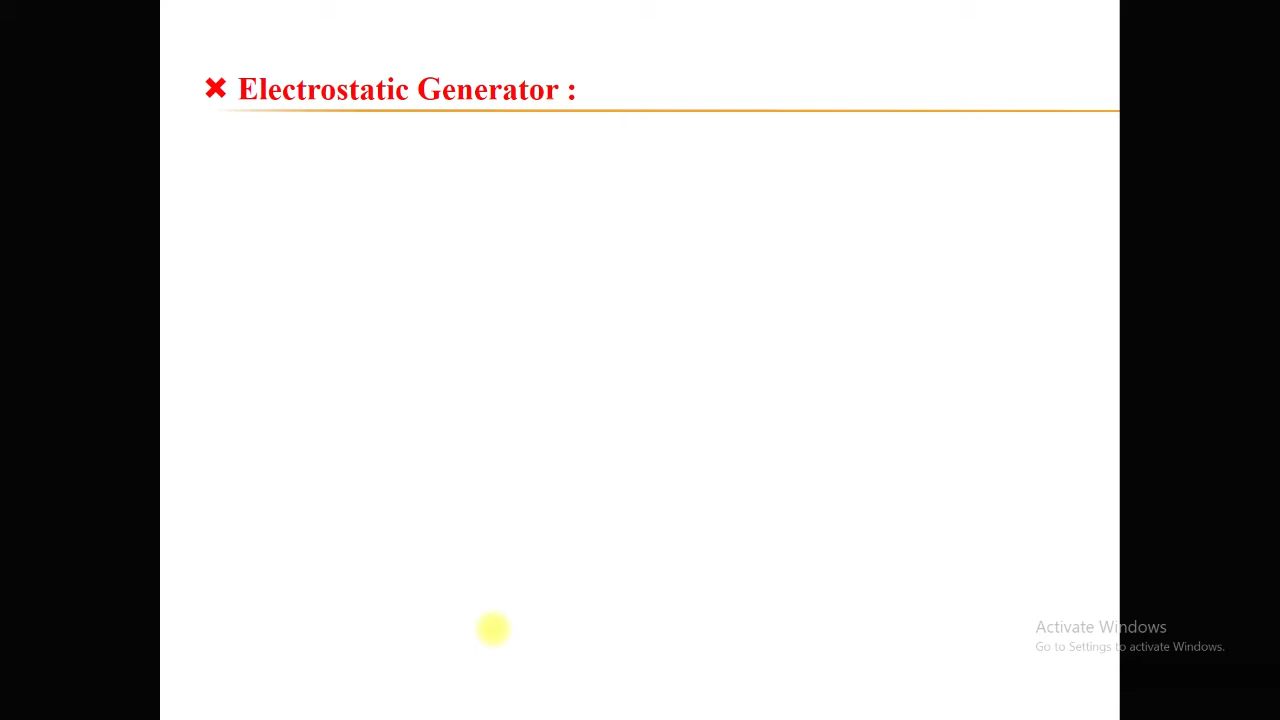 ✖ Electrostatic Generator :
Activate Windows
Go to Settings to activate Windows.